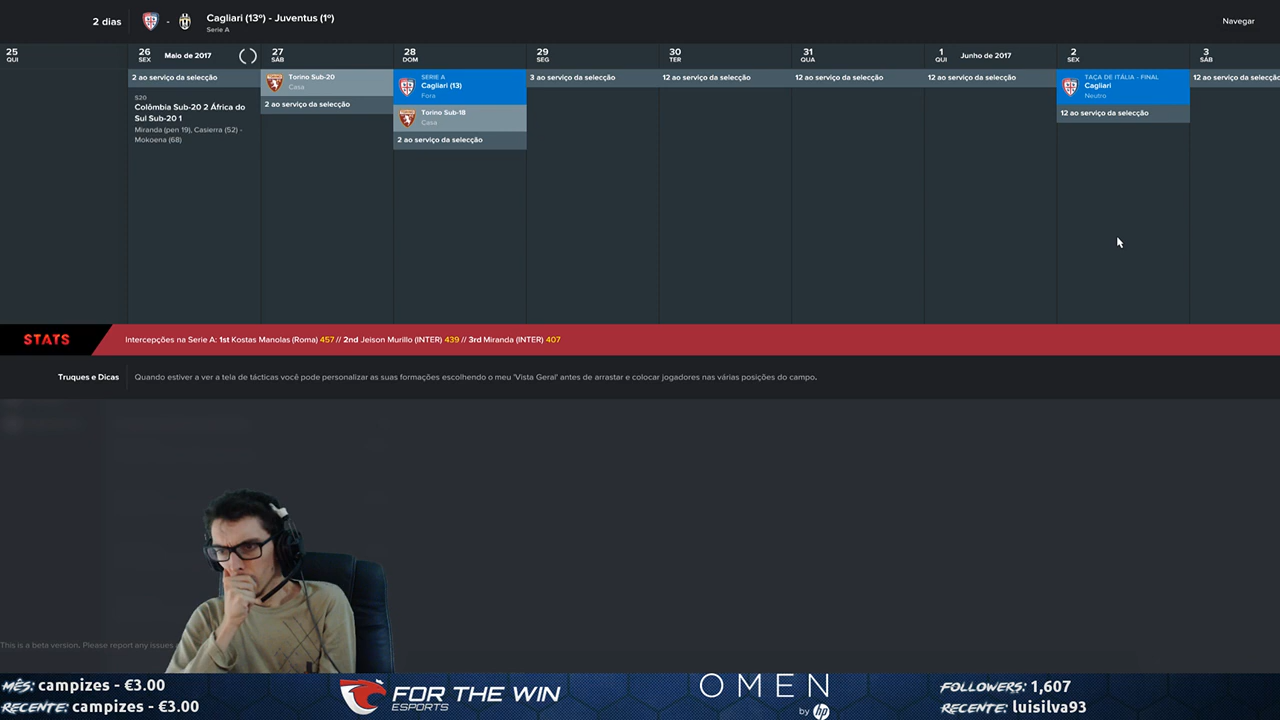 2 dias
Cagliari (13º) - Juventus (1º)
Serie A
Navegar
25
QUI
26
SEX
Maio de 2017
27
SÁB
28
DOM
29
SEG
30
TER
31
QUA
1
QUI
Junho de 2017
2
SEX
3
SÁB
2 ao serviço da selecção
S20
Colômbia Sub-20 2 África do
Sul Sub-20 1
Miranda (pen 19), Casierra (52) -
Mokoena (68)
Torino Sub-20
Casa
2 ao serviço da selecção
SERIE A
Cagliari (13)
Fora
Torino Sub-18
Casa
2 ao serviço da selecção
3 ao serviço da selecção
12 ao serviço da selecção
12 ao serviço da selecção
12 ao serviço da selecção
TAÇA DE ITÁLIA - FINAL
Cagliari
Neutro
12 ao serviço da selecção
12 ao serviço da selecç
STATS
Intercepções na Serie A: 1st Kostas Manolas (Roma) 457 // 2nd Jeison Murillo (INTER) 439 // 3rd Miranda (INTER) 407
Truques e Dicas
Quando estiver a ver a tela de tácticas você pode personalizar as suas formações escolhendo o meu 'Vista Geral' antes de arrastar e colocar jogadores nas várias posições do campo.
This is a beta version. Please report any issues
MÊS: campizes - €3.00
RECENTE: campizes - €3.00
FOR THE WIN
ESPORTS
OMEN
by hp
FOLLOWERS: 1,607
RECENTE: luisilva93